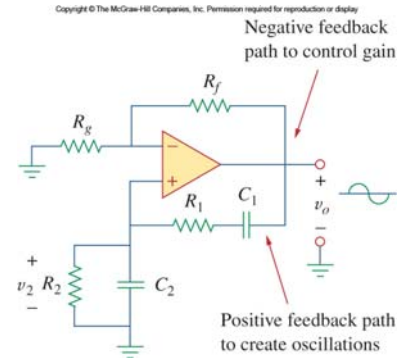 Copyright © The McGraw-Hill Companies, Inc. Permission required for reproduction or display
Negative feedback
path to control gain
R_f
R_g
−
+
R_1
C_1
+
v_o
−
+
v_2
R_2
−
C_2
Positive feedback path
to create oscillations